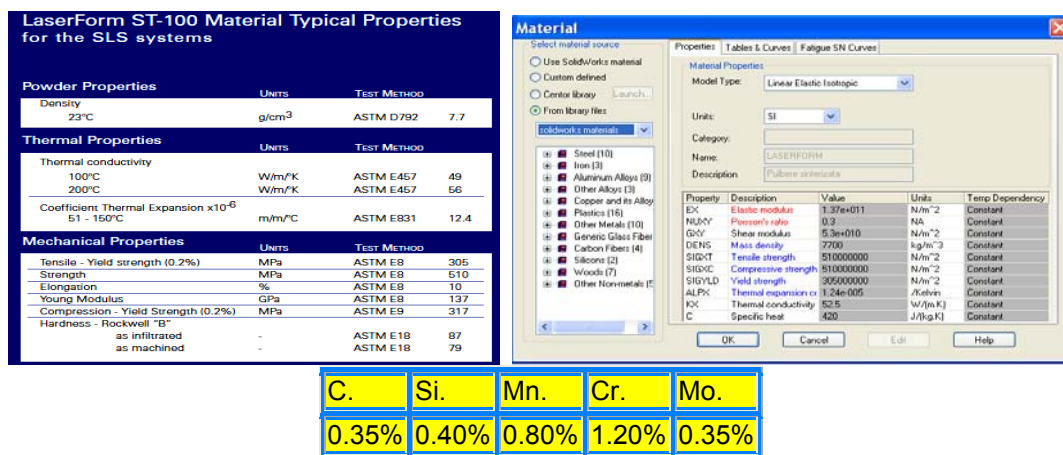 LaserForm ST-100 Material Typical Properties
for the SLS systems
Powder Properties UNITS TEST METHOD
Density
23°C g/cm3 ASTM D792 7.7
Thermal Properties UNITS TEST METHOD
Thermal conductivity
100°C W/m/°K ASTM E457 49
200°C W/m/°K ASTM E457 56
Coefficient Thermal Expansion x10-6
51 - 150°C m/m/°C ASTM E831 12.4
Mechanical Properties UNITS TEST METHOD
Tensile - Yield strength (0.2%) MPa ASTM E8 305
Strength MPa ASTM E8 510
Elongation % ASTM E8 10
Young Modulus GPa ASTM E8 137
Compression - Yield Strength (0.2%) MPa ASTM E9 317
Hardness - Rockwell "B"
as infiltrated - ASTM E18 87
as machined - ASTM E18 79
Material
Select material source
Use SolidWorks material
Custom defined
Centor library Launch...
From library files
solidworks materials
Steel (10)
Iron (3)
Aluminum Alloys (9)
Other Alloys (3)
Copper and its Alloy
Plastics (16)
Other Metals (10)
Generic Glass Fiber
Carbon Fibers (4)
Silicons (2)
Woods (7)
Other Non-metals (5
Properties Tables & Curves Fatigue SN Curves
Material Properties
Model Type: Linear Elastic Isotropic
Units: SI
Category:
Name: LASERFORM
Description Pulbere sinterizata
Property Description Value Units Temp Dependency
EX Elastic modulus 1.37e+011 N/m^2 Constant
NUXY Poisson's ratio 0.3 NA Constant
GXY Shear modulus 5.3e+010 N/m^2 Constant
DENS Mass density 7700 kg/m^3 Constant
SIGXT Tensile strength 510000000 N/m^2 Constant
SIGXC Compressive strength 510000000 N/m^2 Constant
SIGYLD Yield strength 305000000 N/m^2 Constant
ALPX Thermal expansion co 1.24e-005 /Kelvin Constant
KX Thermal conductivity 52.5 W/(m.K) Constant
C Specific heat 420 J/(kg.K) Constant
OK Cancel Edit Help
C. Si. Mn. Cr. Mo.
0.35% 0.40% 0.80% 1.20% 0.35%